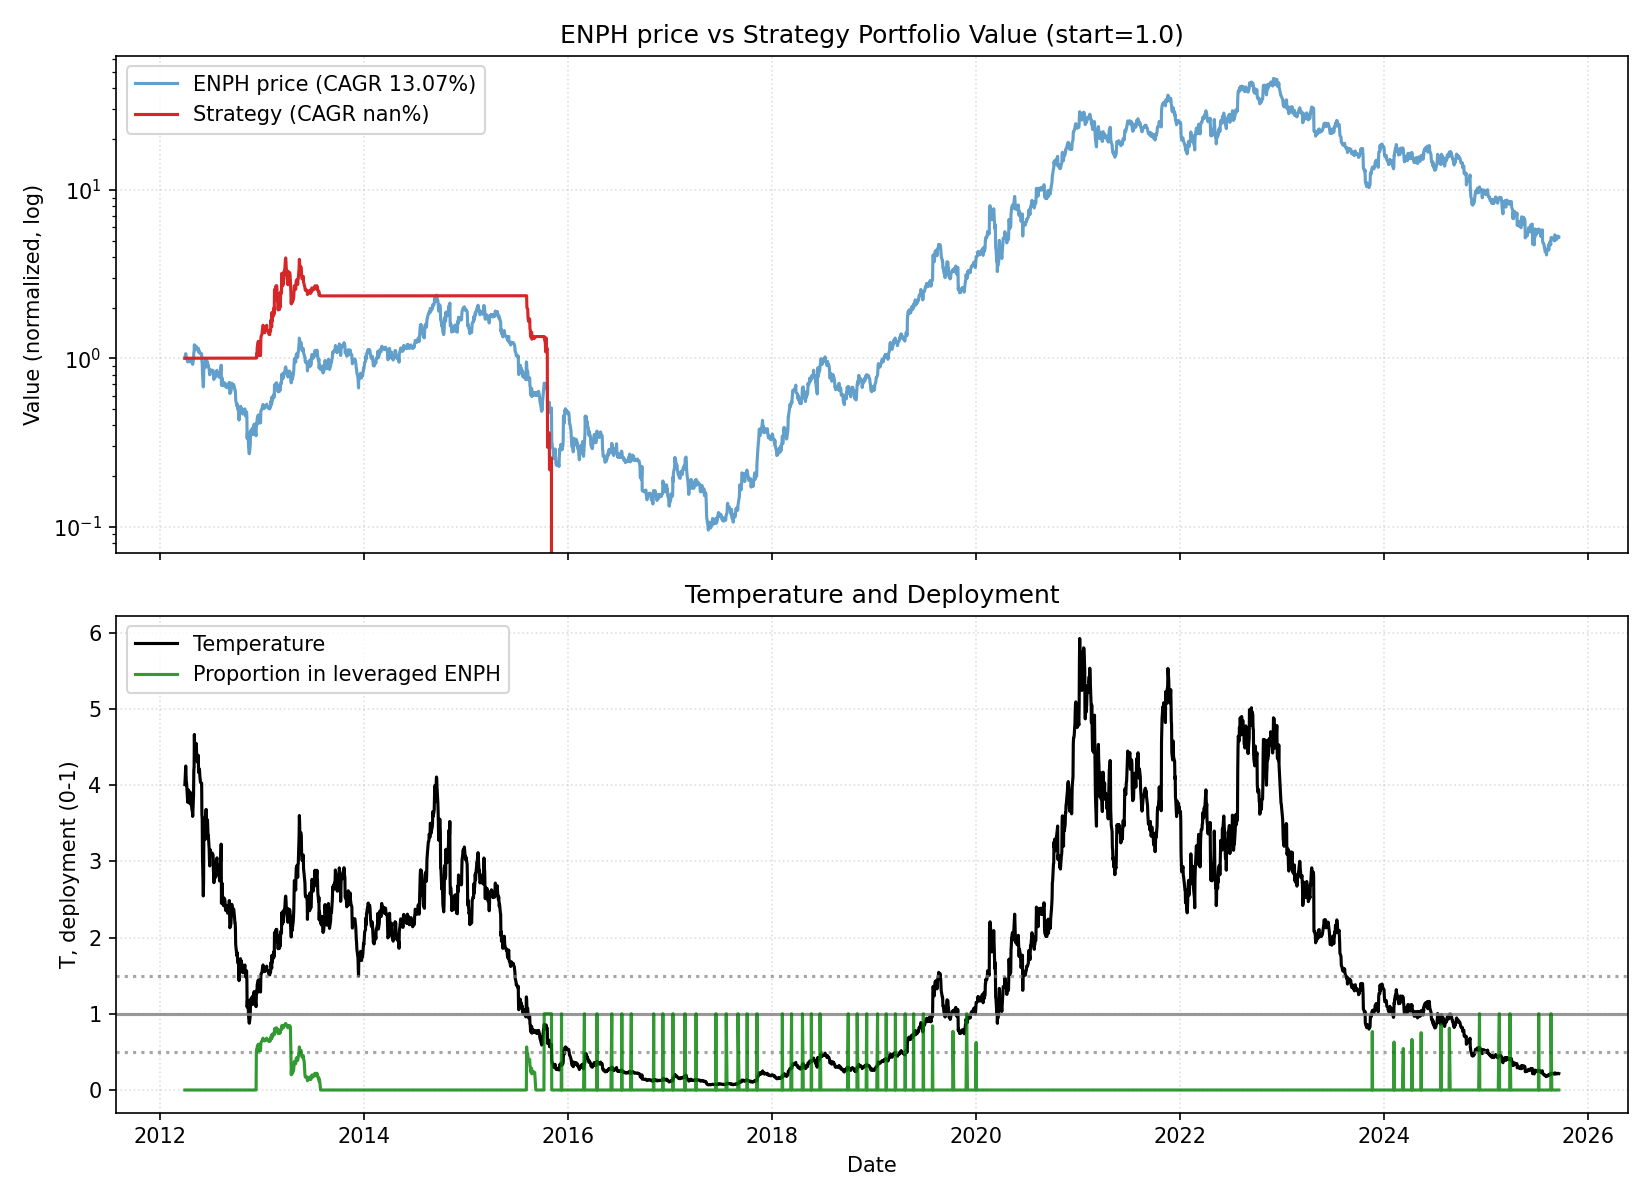 ENPH price vs Strategy Portfolio Value (start=1.0)
ENPH price (CAGR 13.07%)
Strategy (CAGR nan%)
Value (normalized, log)
10¹
10⁰
10⁻¹
Temperature and Deployment
Temperature
Proportion in leveraged ENPH
T, deployment (0-1)
6
5
4
3
2
1
0
2012 2014 2016 2018 2020 2022 2024 2026
Date